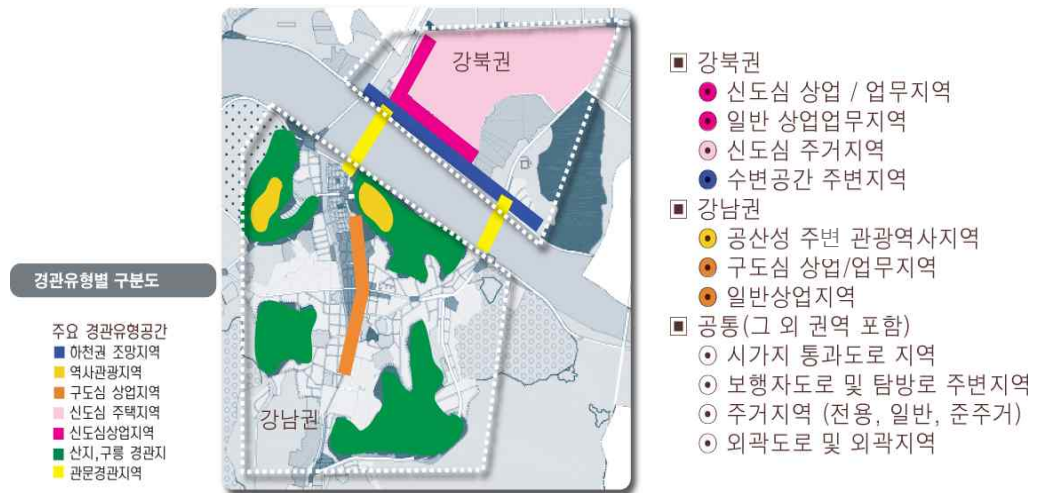 경관유형별 구분도
주요 경관유형공간
하천권 조망지역
역사관광지역
구도심 상업지역
신도심 주택지역
신도심상업지역
산지,구릉 경관지
관문경관지역
강북권
강남권
▣ 강북권
신도심 상업 / 업무지역
일반 상업업무지역
신도심 주거지역
수변공간 주변지역
▣ 강남권
공산성 주변 관광역사지역
구도심 상업/업무지역
일반상업지역
▣ 공통(그 외 권역 포함)
⊙ 시가지 통과도로 지역
⊙ 보행자도로 및 탐방로 주변지역
⊙ 주거지역 (전용, 일반, 준주거)
⊙ 외곽도로 및 외곽지역